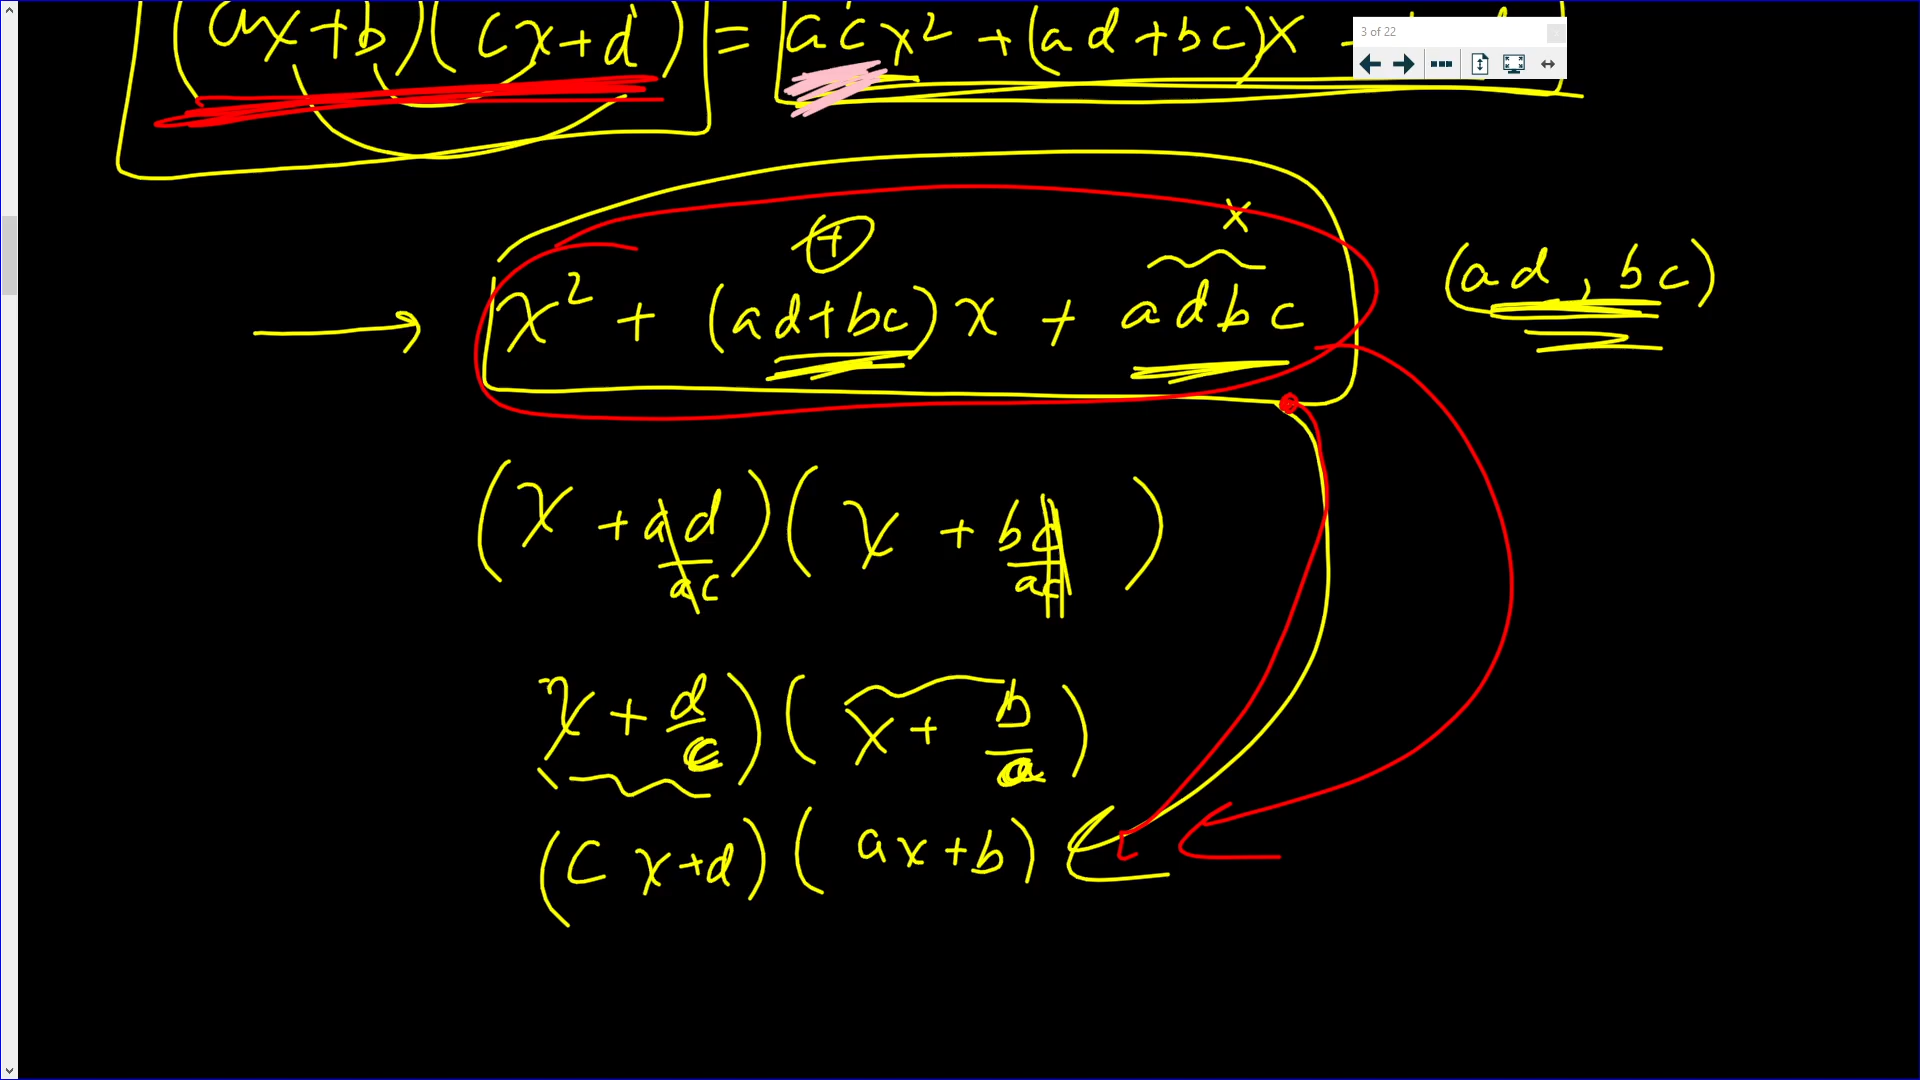 (ax+b)(cx+d) = acx² + (ad+bc)x
3 of 22
+ x
x² + (ad+bc)x + adbc
(ad, bc)
(x + ad/ac)(x + bc/ac)
x + d/c)(x + b/a)
(cx+d)(ax+b)